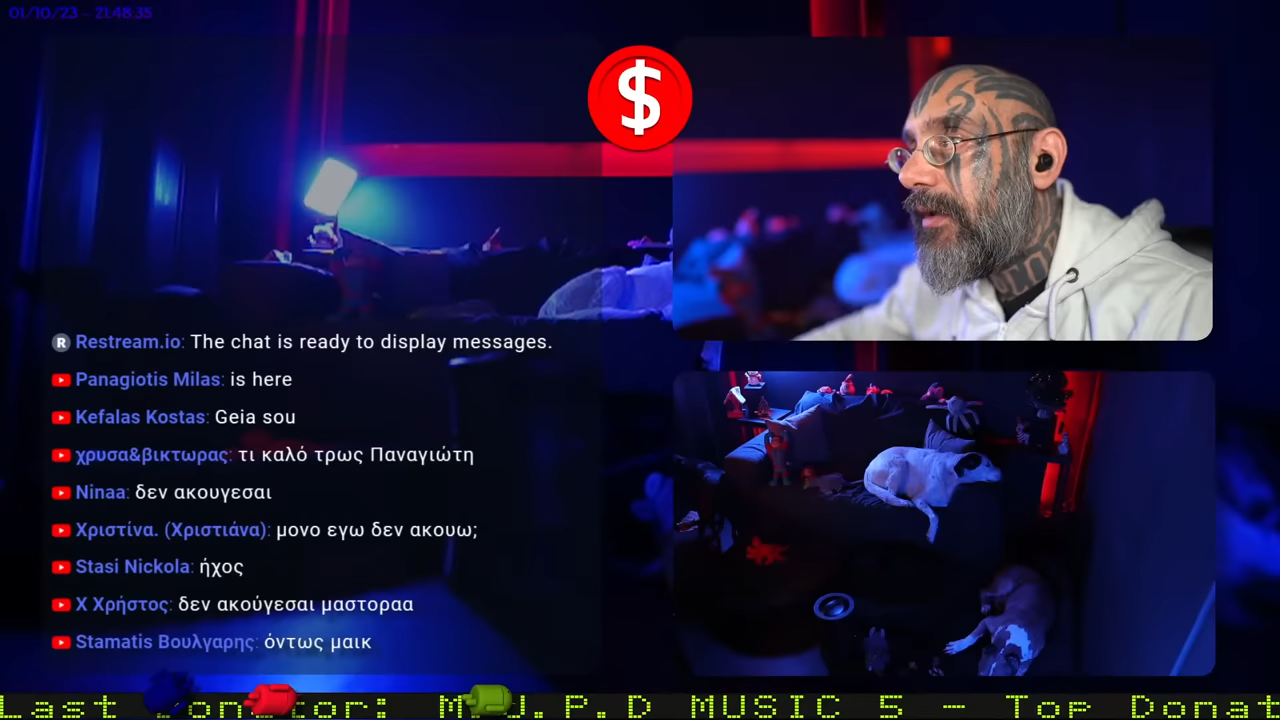 01/10/23 - 21:48:35
$
R Restream.io: The chat is ready to display messages.
Panagiotis Milas: is here
Kefalas Kostas: Geia sou
χρυσα&βικτωρας: τι καλό τρως Παναγιώτη
Ninaa: δεν ακουγεσαι
Χριστίνα. (Χριστιάνα): μονο εγω δεν ακουω;
Stasi Nickola: ήχος
X Χρήστος: δεν ακούγεσαι μαστοραα
Stamatis Βουλγαρης: όντως μαικ
Last Donator: M.J.P.D MUSIC 5 - Top Donat